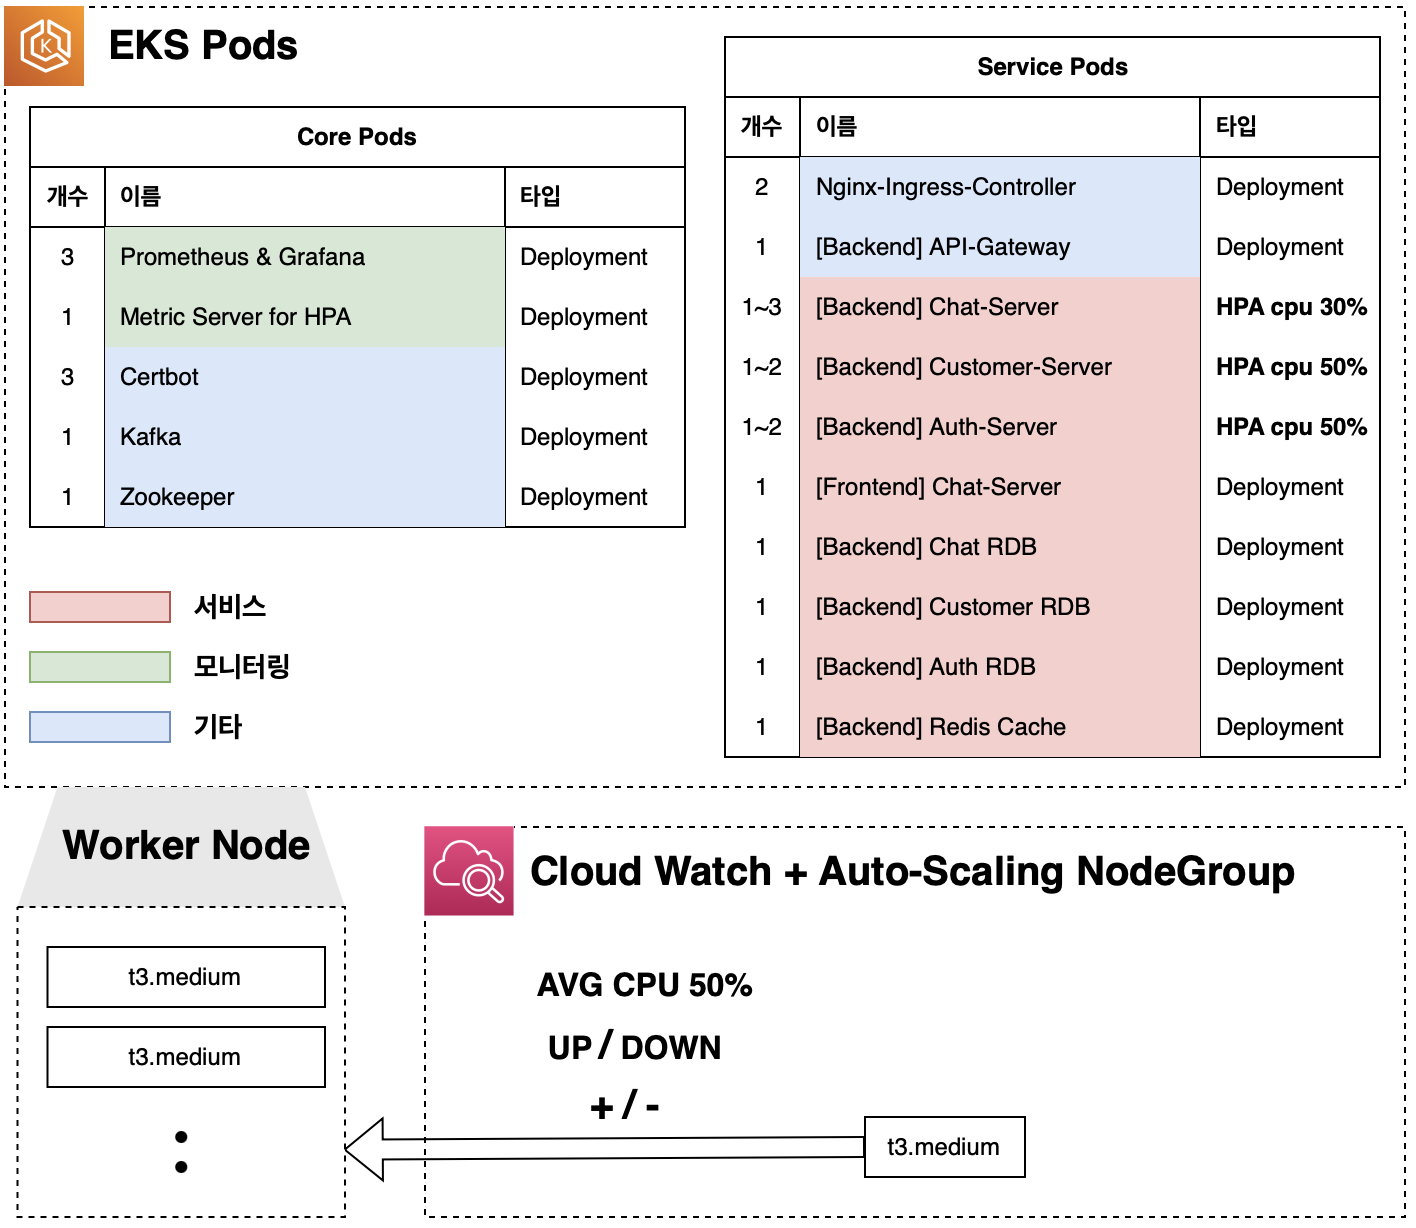 EKS Pods
Core Pods
개수 이름 타입
3 Prometheus & Grafana Deployment
1 Metric Server for HPA Deployment
3 Certbot Deployment
1 Kafka Deployment
1 Zookeeper Deployment
서비스
모니터링
기타
Service Pods
개수 이름 타입
2 Nginx-Ingress-Controller Deployment
1 [Backend] API-Gateway Deployment
1~3 [Backend] Chat-Server HPA cpu 30%
1~2 [Backend] Customer-Server HPA cpu 50%
1~2 [Backend] Auth-Server HPA cpu 50%
1 [Frontend] Chat-Server Deployment
1 [Backend] Chat RDB Deployment
1 [Backend] Customer RDB Deployment
1 [Backend] Auth RDB Deployment
1 [Backend] Redis Cache Deployment
Worker Node
t3.medium
t3.medium
Cloud Watch + Auto-Scaling NodeGroup
AVG CPU 50%
UP / DOWN
+ / -
t3.medium